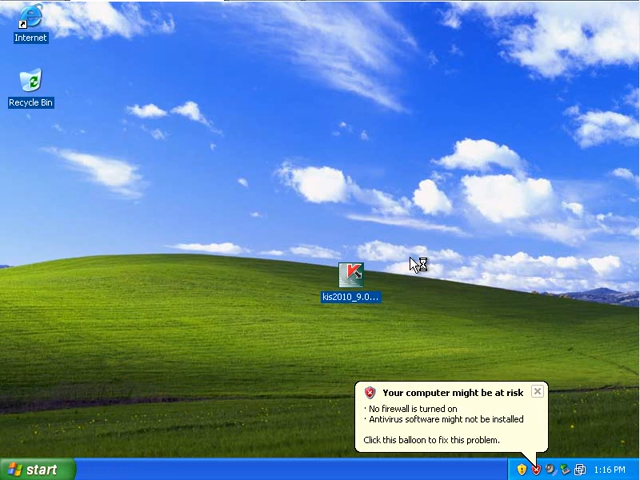 Internet
Recycle Bin
kis2010_9.0...
Your computer might be at risk
· No firewall is turned on
· Antivirus software might not be installed
Click this balloon to fix this problem.
start
1:16 PM